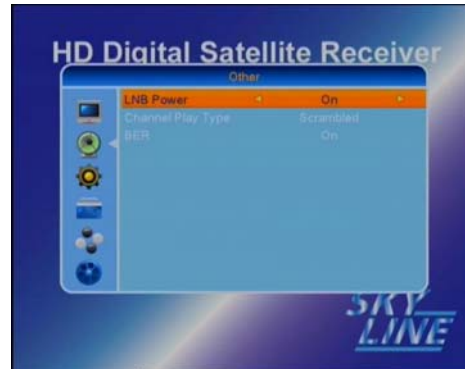 HD Digital Satellite Receiver
Other
LNB Power On
Channel Play Type Scrambled
BER On
SKY
LINE